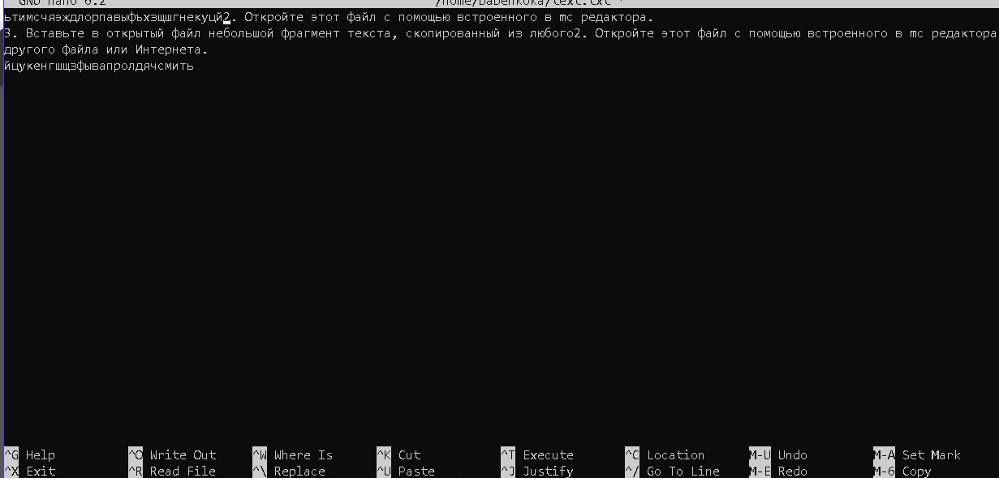 GNU nano 6.2 /home/babenkoka/text.txt *
ътимсчяэждлорпавыфъхзщшгнекуцй2. Откройте этот файл с помощью встроенного в mc редактора.
3. Вставьте в открытый файл небольшой фрагмент текста, скопированный из любого2. Откройте этот файл с помощью встроенного в mc редактора
другого файла или Интернета.
йцукенгшщзфывапролдячсмить
^G Help ^O Write Out ^W Where Is ^K Cut ^T Execute ^C Location M-U Undo M-A Set Mark
^X Exit ^R Read File ^\ Replace ^U Paste ^J Justify ^/ Go To Line M-E Redo M-6 Copy